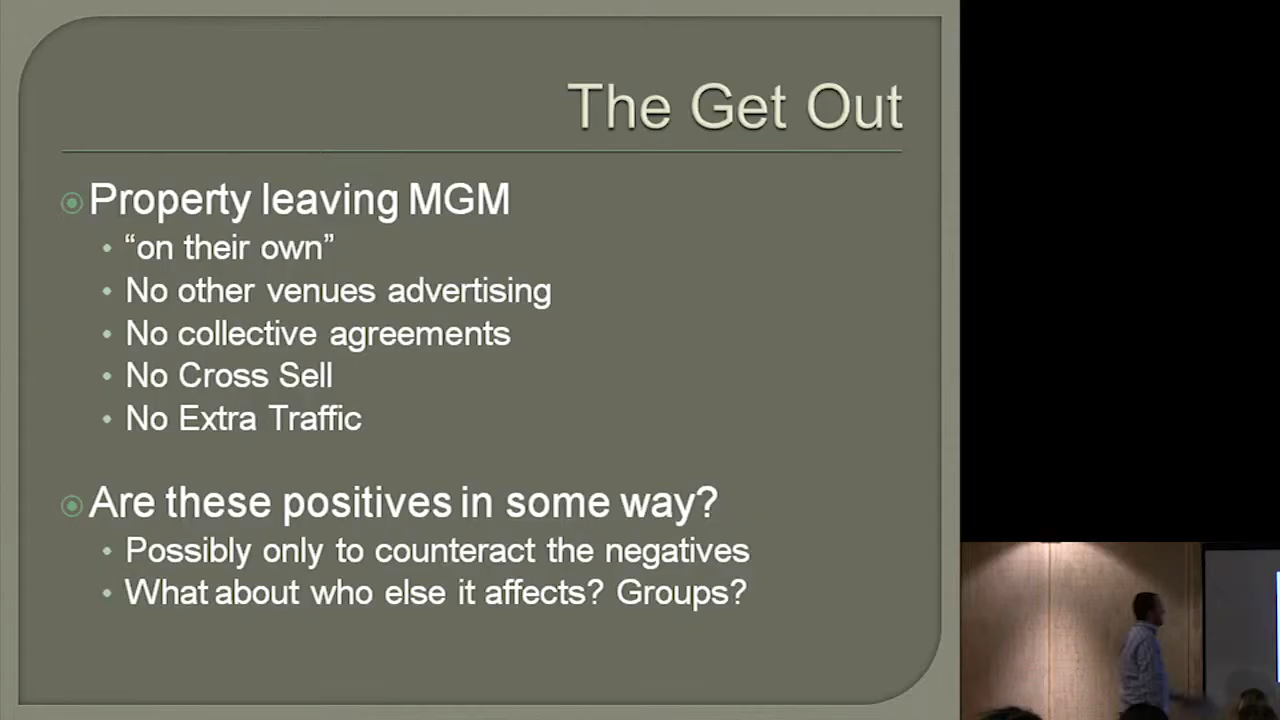 The Get Out
Property leaving MGM
“on their own”
No other venues advertising
No collective agreements
No Cross Sell
No Extra Traffic
Are these positives in some way?
Possibly only to counteract the negatives
What about who else it affects? Groups?